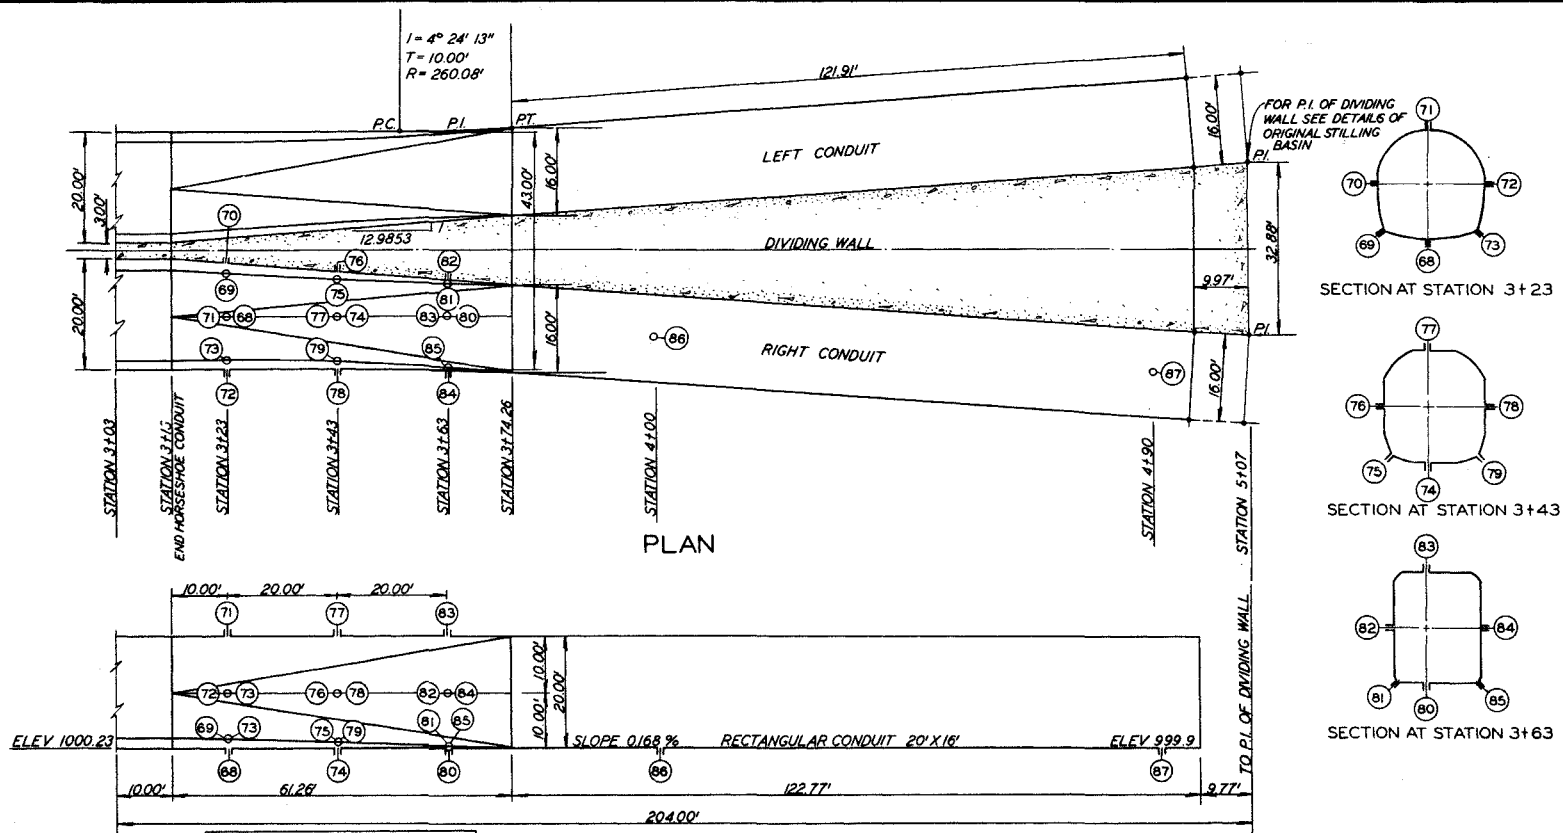 I = 4° 24' 13"
T = 10.00'
R = 260.08'
P.C.
P.I.
P.T.
121.91'
16.00'
FOR P.I. OF DIVIDING
WALL SEE DETAILS OF
ORIGINAL STILLING
BASIN
P.I.
LEFT CONDUIT
20.00'
3.00'
16.00'
43.00'
70
12.9853
1
DIVIDING WALL
32.88'
9.97'
76
82
69
75
81
71
68
77
74
83
80
20.00'
16.00'
86
RIGHT CONDUIT
P.I.
87
16.00'
73
79
85
72
78
84
STATION 3+03
STATION 3+13
END HORSESHOE CONDUIT
STATION 3+23
STATION 3+43
STATION 3+63
STATION 3+74.26
STATION 4+00
STATION 4+90
STATION 5+07
TO P.I. OF DIVIDING WALL
PLAN
71
70
72
69
73
68
SECTION AT STATION 3+23
77
76
78
75
79
74
SECTION AT STATION 3+43
83
82
84
81
85
80
SECTION AT STATION 3+63
10.00'
20.00'
20.00'
71
77
83
10.00'
10.00'
20.00'
72
73
76
78
82
84
69
73
75
79
81
85
ELEV 1000.23
SLOPE 0.168 %
RECTANGULAR CONDUIT 20' X 16'
ELEV 999.9
68
74
80
86
87
10.00'
61.26'
122.77'
9.77'
204.00'